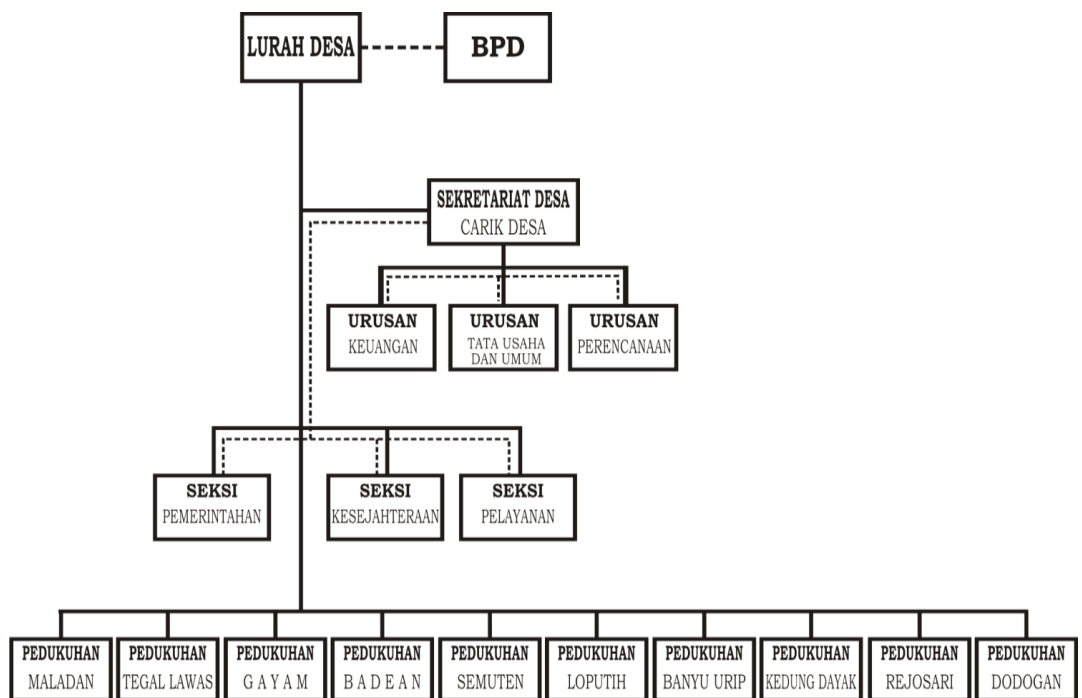 LURAH DESA
BPD
SEKRETARIAT DESA
CARIK DESA
URUSAN
KEUANGAN
URUSAN
TATA USAHA
DAN UMUM
URUSAN
PERENCANAAN
SEKSI
PEMERINTAHAN
SEKSI
KESEJAHTERAAN
SEKSI
PELAYANAN
PEDUKUHAN
MALADAN
PEDUKUHAN
TEGAL LAWAS
PEDUKUHAN
G A Y A M
PEDUKUHAN
B A D E A N
PEDUKUHAN
SEMUTEN
PEDUKUHAN
LOPUTIH
PEDUKUHAN
BANYU URIP
PEDUKUHAN
KEDUNG DAYAK
PEDUKUHAN
REJOSARI
PEDUKUHAN
DODOGAN